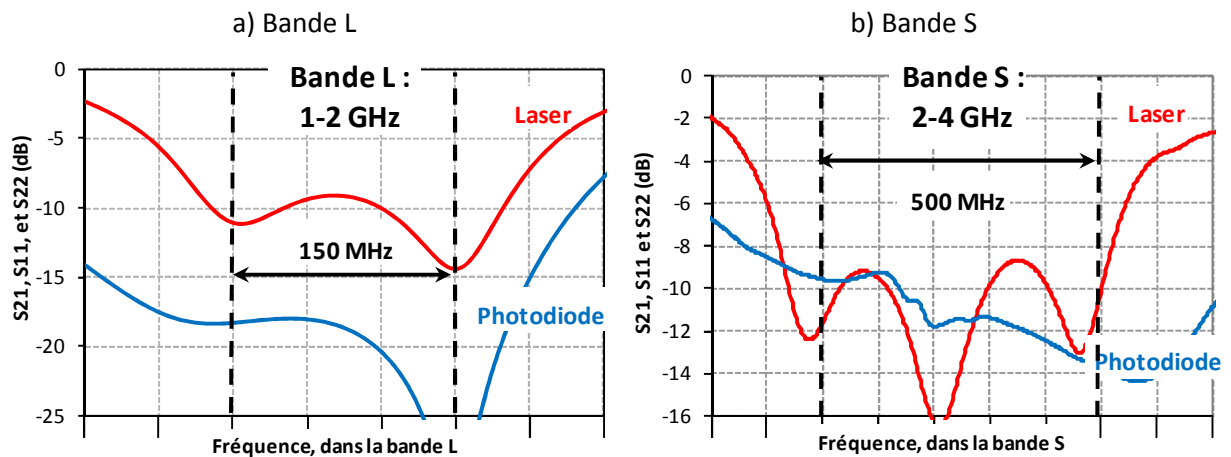 a) Bande L
0
-5
-10
-15
-20
-25
S21, S11, et S22 (dB)
Bande L :
1-2 GHz
Laser
150 MHz
Photodiode
Fréquence, dans la bande L
b) Bande S
0
-2
-4
-6
-8
-10
-12
-14
-16
S21, S11 et S22 (dB)
Bande S :
2-4 GHz
Laser
500 MHz
Photodiode
Fréquence, dans la bande S